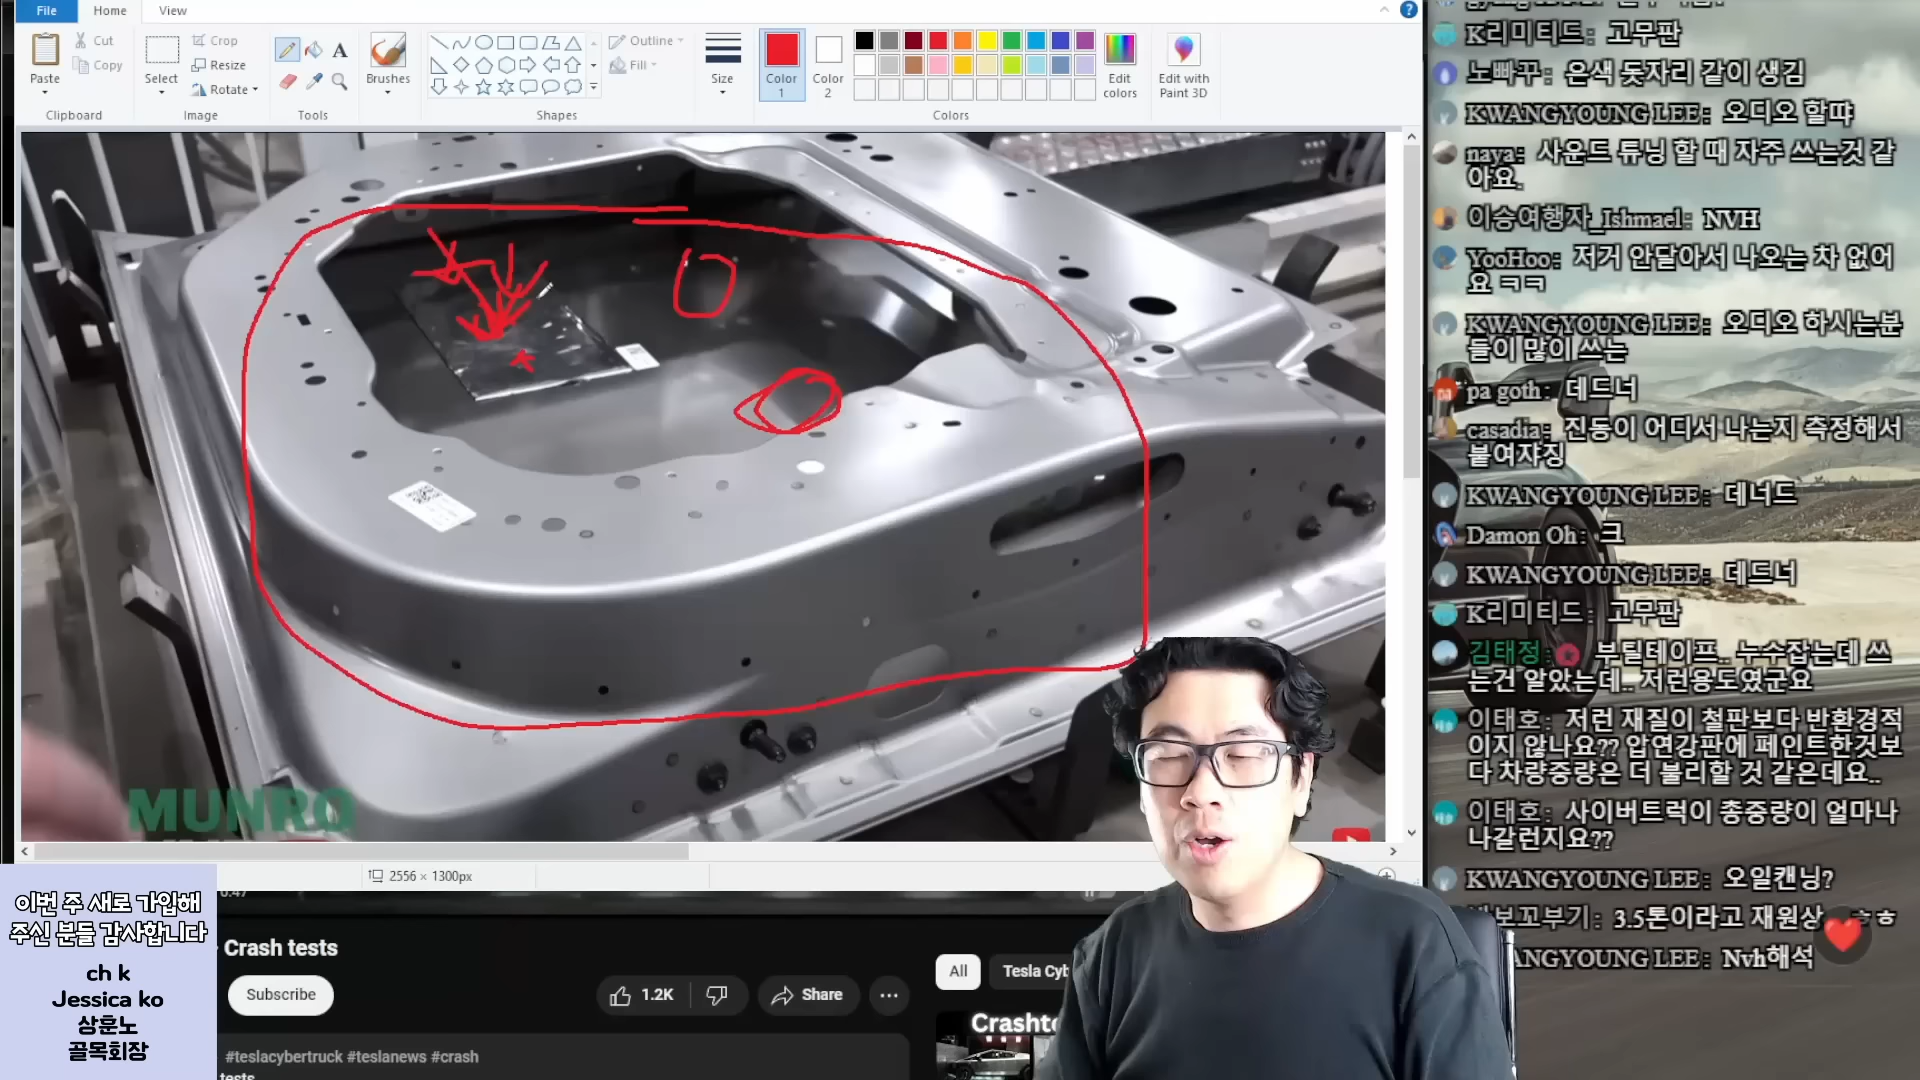 File
Home
View
Paste
Cut
Copy
Clipboard
Select
Crop
Resize
Rotate
Image
Tools
Brushes
Shapes
Outline
Fill
Size
Color
1
Color
2
Edit
colors
Colors
Edit with
Paint 3D
MUNRO
2556 × 1300px
이번 주 새로 가입해
주신 분들 감사합니다
ch k
Jessica ko
상훈노
골목회장
Crash tests
Subscribe
1.2K
Share
#teslacybertruck #teslanews #crash
tests
All
Tesla Cyb
K리미티드: 고무판
노빠꾸: 은색 돗자리 같이 생김
KWANGYOUNG LEE: 오디오 할땨
naya: 사운드 튜닝 할 때 자주 쓰는것 같
아요.
이승여행자_Ishmael: NVH
YooHoo: 저거 안달아서 나오는 차 없어
요 ㅋㅋ
KWANGYOUNG LEE: 오디오 하시는분
들이 많이 쓰는
pa goth: 데드너
casadia: 진동이 어디서 나는지 측정해서
붙여쟈징
KWANGYOUNG LEE: 데너드
Damon Oh: 크
KWANGYOUNG LEE: 데드너
K리미티드: 고무판
김태정: 부틸테이프.. 누수잡는데 쓰
는건 알았는데.. 저런용도였군요
이태호: 저런 재질이 철판보다 반환경적
이지 않나요?? 압연강판에 페인트한것보
다 차량중량은 더 불리할 것 같은데요..
이태호: 사이버트럭이 총중량이 얼마나
나갈런지요??
KWANGYOUNG LEE: 오일캔닝?
보꼬부기: 3.5톤이라고 재원상
ANGYOUNG LEE: Nvh해석